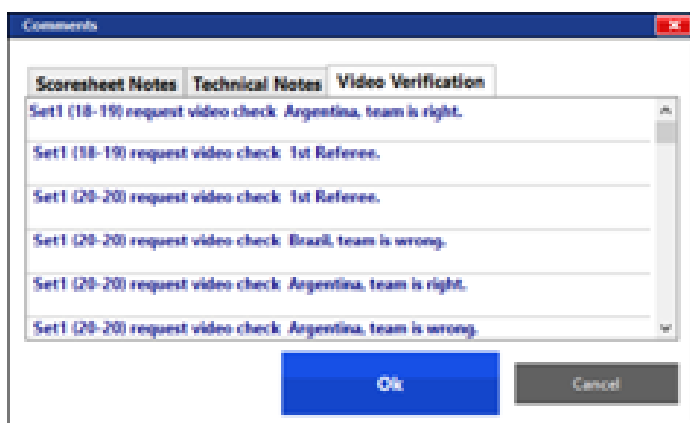 Comments
Scoresheet Notes Technical Notes Video Verification
Set1 (18-19) request video check Argentina, team is right.
Set1 (18-19) request video check 1st Referee.
Set1 (20-20) request video check 1st Referee.
Set1 (20-20) request video check Brazil, team is wrong.
Set1 (20-20) request video check Argentina, team is right.
Set1 (20-20) request video check Argentina, team is wrong.
Ok Cancel